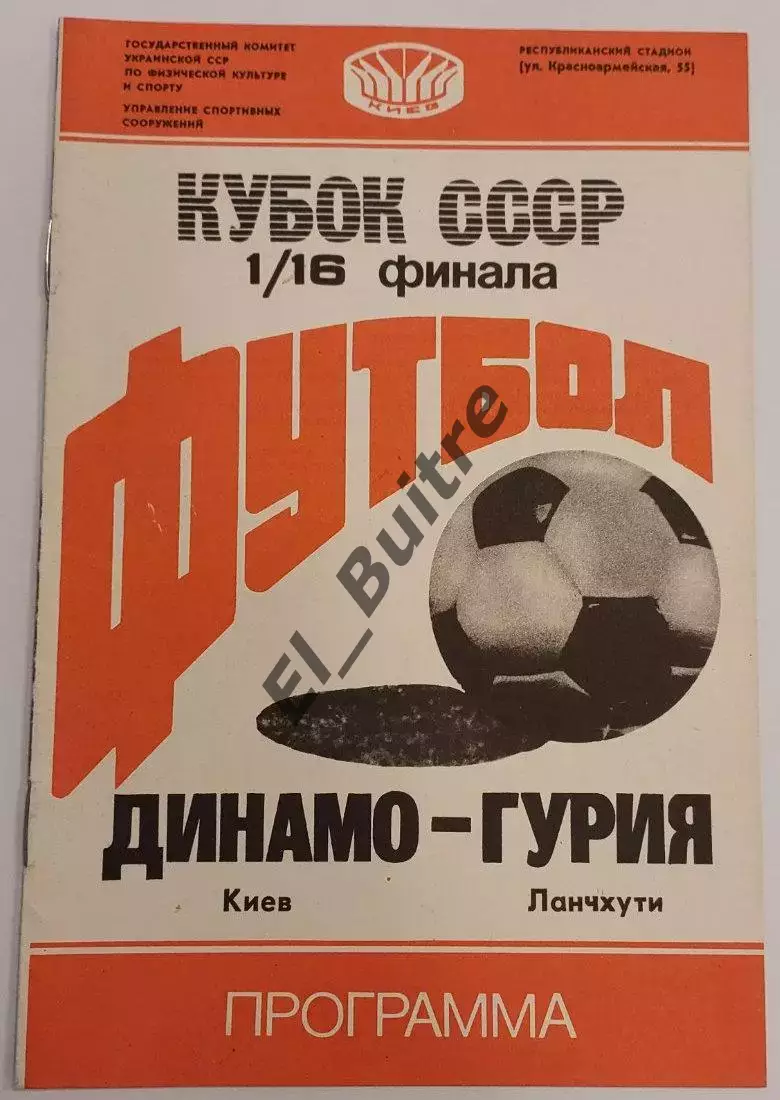 ГОСУДАРСТВЕННЫЙ КОМИТЕТ
УКРАИНСКОЙ ССР
ПО ФИЗИЧЕСКОЙ КУЛЬТУРЕ
И СПОРТУ
УПРАВЛЕНИЕ СПОРТИВНЫХ
СООРУЖЕНИЙ
КИЕВ
РЕСПУБЛИКАНСКИЙ СТАДИОН
(ул. Красноармейская, 55)
КУБОК СССР
1/16 финала
ФУТБОЛ
El_Buitre
ДИНАМО – ГУРИЯ
Киев Ланчхути
ПРОГРАММА